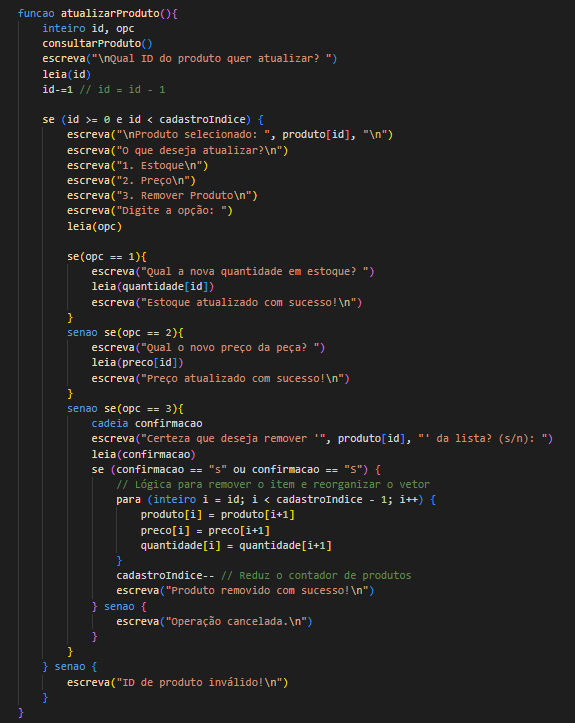 funcao atualizarProduto(){
inteiro id, opc
consultarProduto()
escreva("\nQual ID do produto quer atualizar? ")
leia(id)
id-=1 // id = id - 1
se (id >= 0 e id < cadastroIndice) {
escreva("\nProduto selecionado: ", produto[id], "\n")
escreva("O que deseja atualizar?\n")
escreva("1. Estoque\n")
escreva("2. Preço\n")
escreva("3. Remover Produto\n")
escreva("Digite a opção: ")
leia(opc)
se(opc == 1){
escreva("Qual a nova quantidade em estoque? ")
leia(quantidade[id])
escreva("Estoque atualizado com sucesso!\n")
}
senao se(opc == 2){
escreva("Qual o novo preço da peça? ")
leia(preco[id])
escreva("Preço atualizado com sucesso!\n")
}
senao se(opc == 3){
cadeia confirmacao
escreva("Certeza que deseja remover '", produto[id], "' da lista? (s/n): ")
leia(confirmacao)
se (confirmacao == "s" ou confirmacao == "S") {
// Lógica para remover o item e reorganizar o vetor
para (inteiro i = id; i < cadastroIndice - 1; i++) {
produto[i] = produto[i+1]
preco[i] = preco[i+1]
quantidade[i] = quantidade[i+1]
}
cadastroIndice-- // Reduz o contador de produtos
escreva("Produto removido com sucesso!\n")
} senao {
escreva("Operação cancelada.\n")
}
}
} senao {
escreva("ID de produto inválido!\n")
}
}